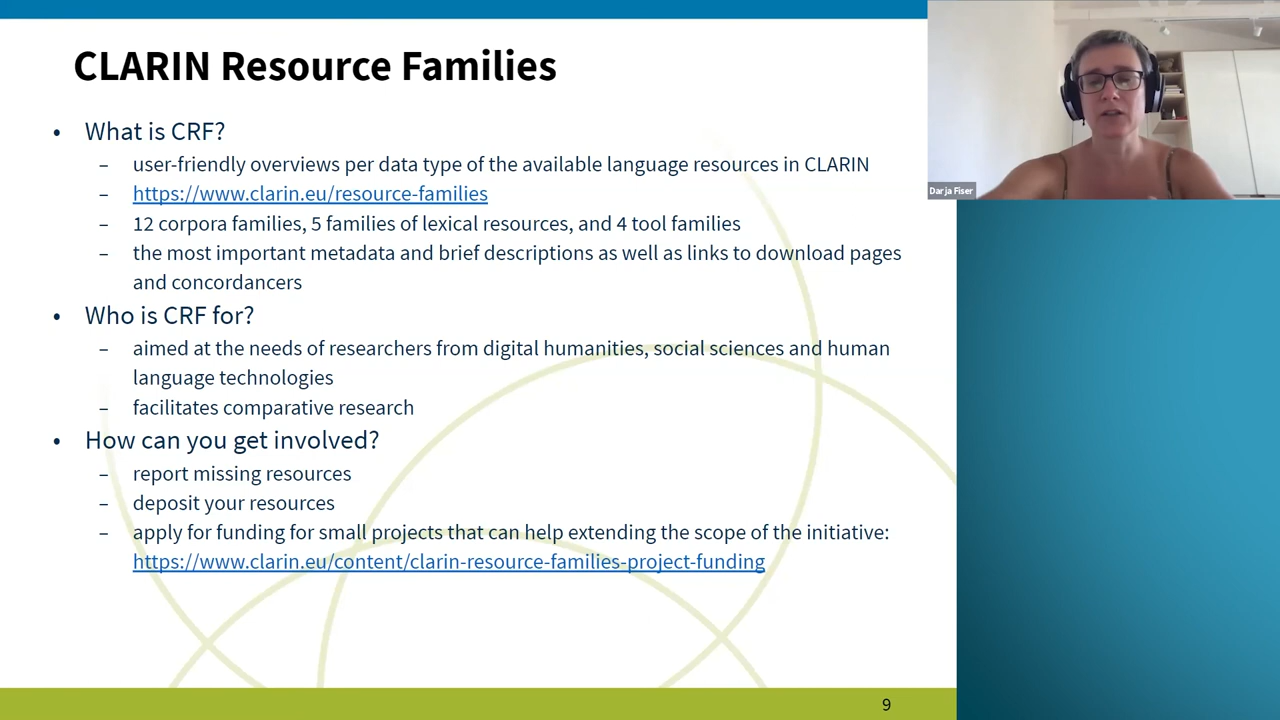 CLARIN Resource Families
• What is CRF?
– user-friendly overviews per data type of the available language resources in CLARIN
– https://www.clarin.eu/resource-families
– 12 corpora families, 5 families of lexical resources, and 4 tool families
– the most important metadata and brief descriptions as well as links to download pages
and concordancers
• Who is CRF for?
– aimed at the needs of researchers from digital humanities, social sciences and human
language technologies
– facilitates comparative research
• How can you get involved?
– report missing resources
– deposit your resources
– apply for funding for small projects that can help extending the scope of the initiative:
https://www.clarin.eu/content/clarin-resource-families-project-funding
9
Darja Fiser